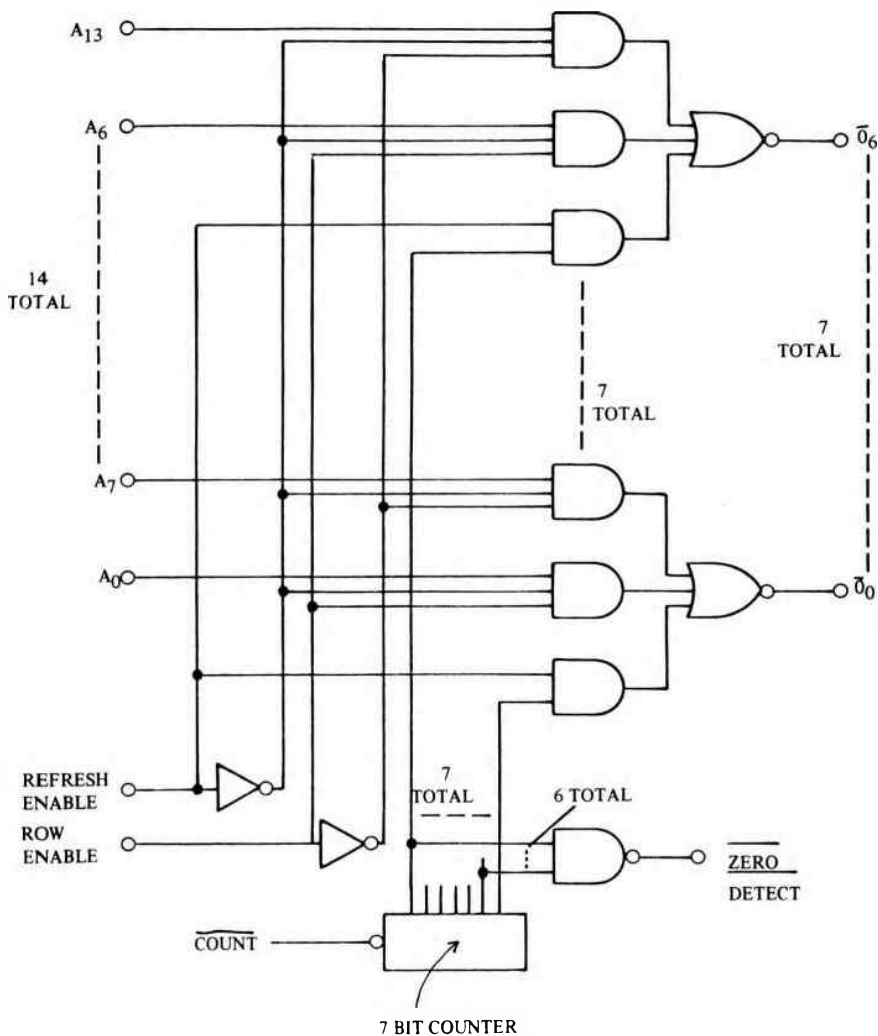 A13
A6
Ō6
14
TOTAL
7
TOTAL
7
TOTAL
A7
A0
Ō0
REFRESH
ENABLE
7
TOTAL
6 TOTAL
ROW
ENABLE
ZERO
DETECT
COUNT
7 BIT COUNTER